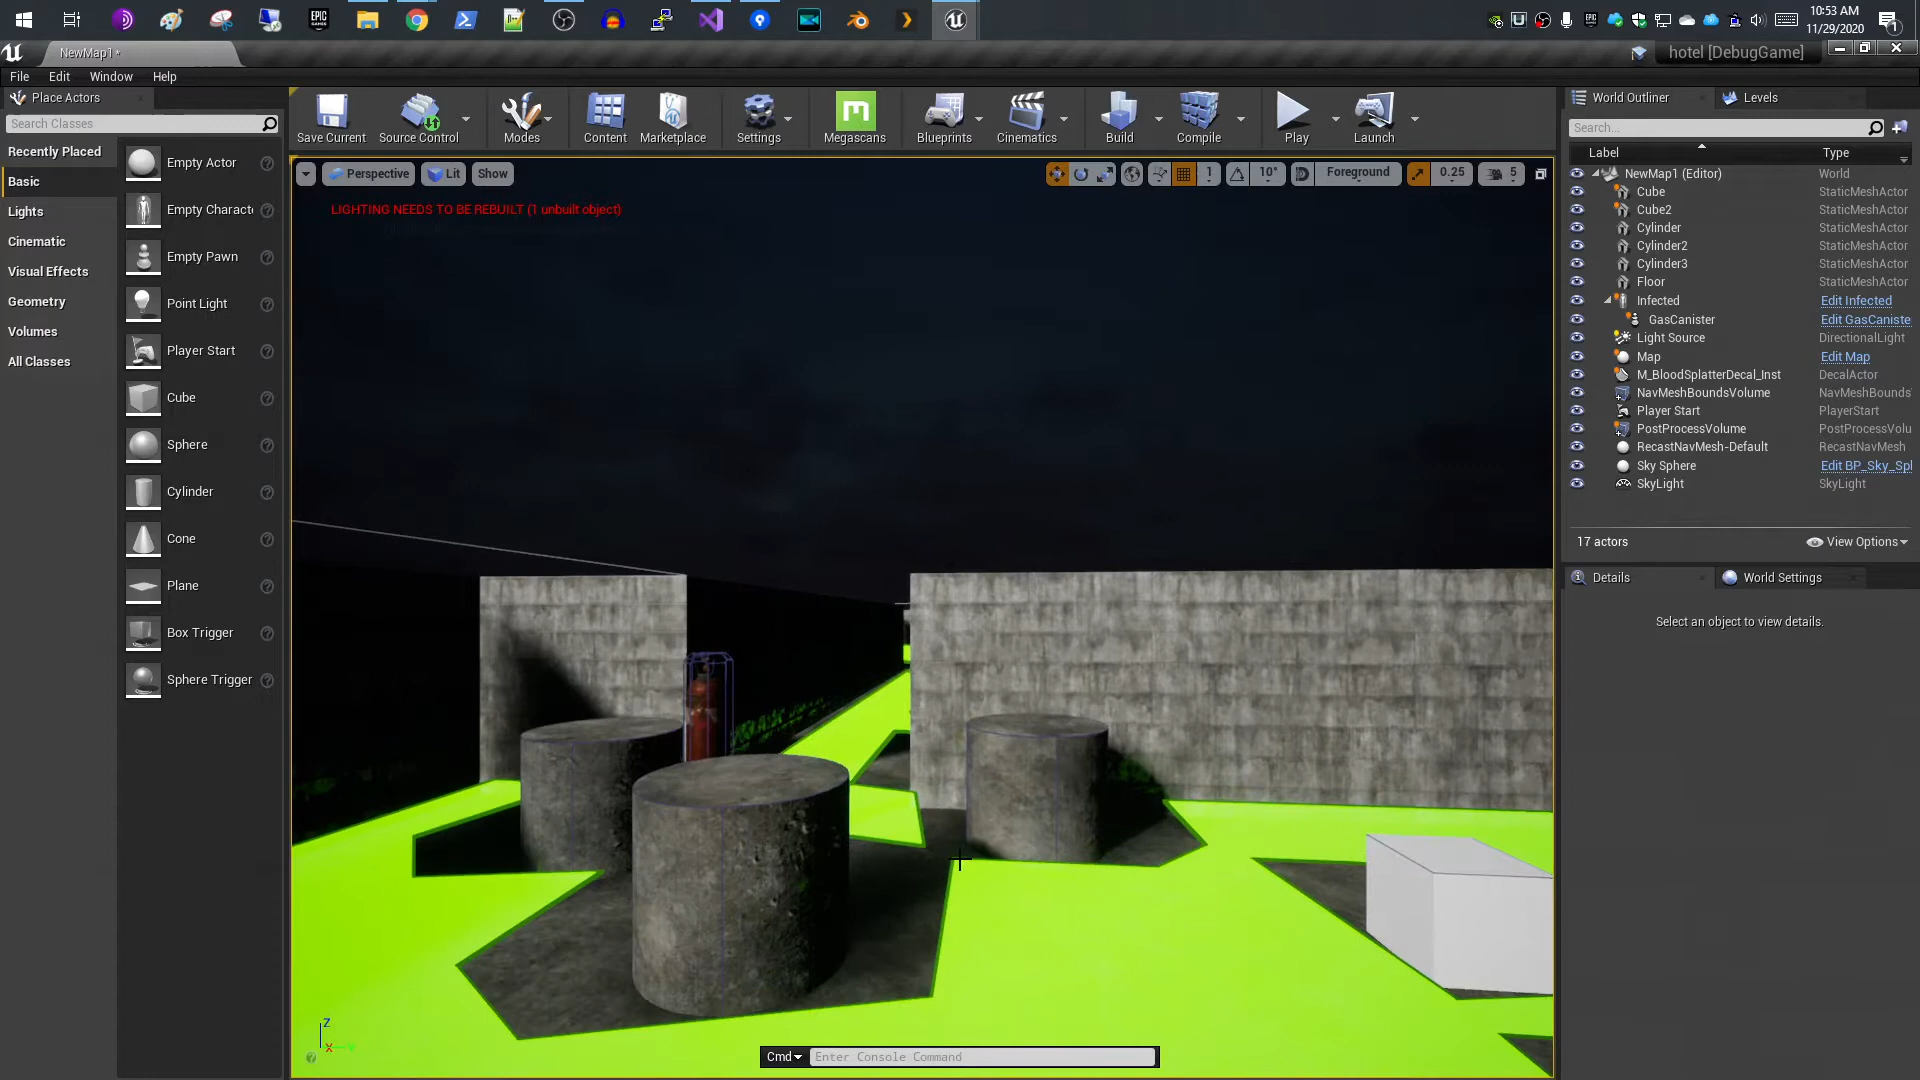 10:53 AM
11/29/2020
1
EPIC
GAMES
NewMap1*
hotel [DebugGame]
File Edit Window Help
Place Actors
Search Classes
Recently Placed
Basic
Lights
Cinematic
Visual Effects
Geometry
Volumes
All Classes
Empty Actor
Empty Charact
Empty Pawn
Point Light
Player Start
Cube
Sphere
Cylinder
Cone
Plane
Box Trigger
Sphere Trigger
Save Current
Source Control
Modes
Content
Marketplace
Settings
Megascans
Blueprints
Cinematics
Build
Compile
Play
Launch
Perspective Lit Show
1 10° Foreground 0.25 5
LIGHTING NEEDS TO BE REBUILT (1 unbuilt object)
Z
X
Cmd Enter Console Command
World Outliner Levels
Search...
Label Type
NewMap1 (Editor) World
Cube StaticMeshActor
Cube2 StaticMeshActor
Cylinder StaticMeshActor
Cylinder2 StaticMeshActor
Cylinder3 StaticMeshActor
Floor StaticMeshActor
Infected Edit Infected
GasCanister Edit GasCaniste
Light Source DirectionalLight
Map Edit Map
M_BloodSplatterDecal_Inst DecalActor
NavMeshBoundsVolume NavMeshBounds
Player Start PlayerStart
PostProcessVolume PostProcessVolu
RecastNavMesh-Default RecastNavMesh
Sky Sphere Edit BP_Sky_Spl
SkyLight SkyLight
17 actors View Options
Details World Settings
Select an object to view details.